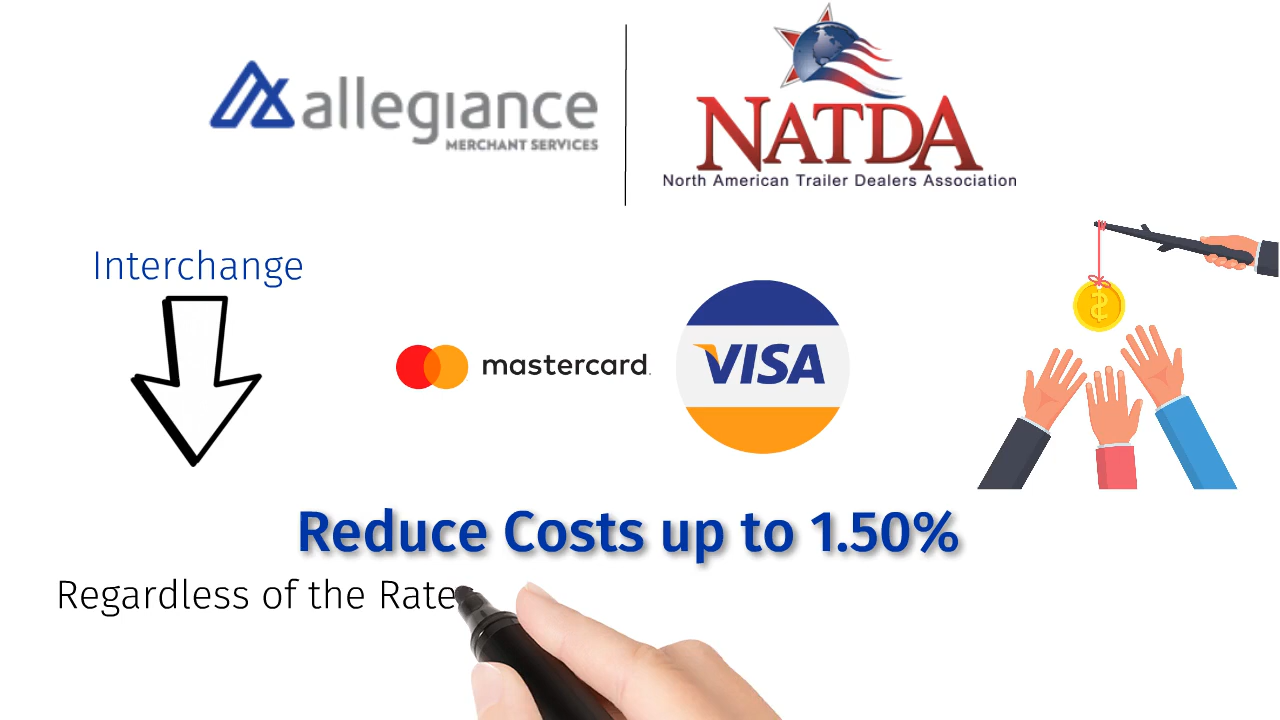 allegiance
MERCHANT SERVICES
NATDA
North American Trailer Dealers Association
Interchange
mastercard.
VISA
Reduce Costs up to 1.50%
Regardless of the Rate